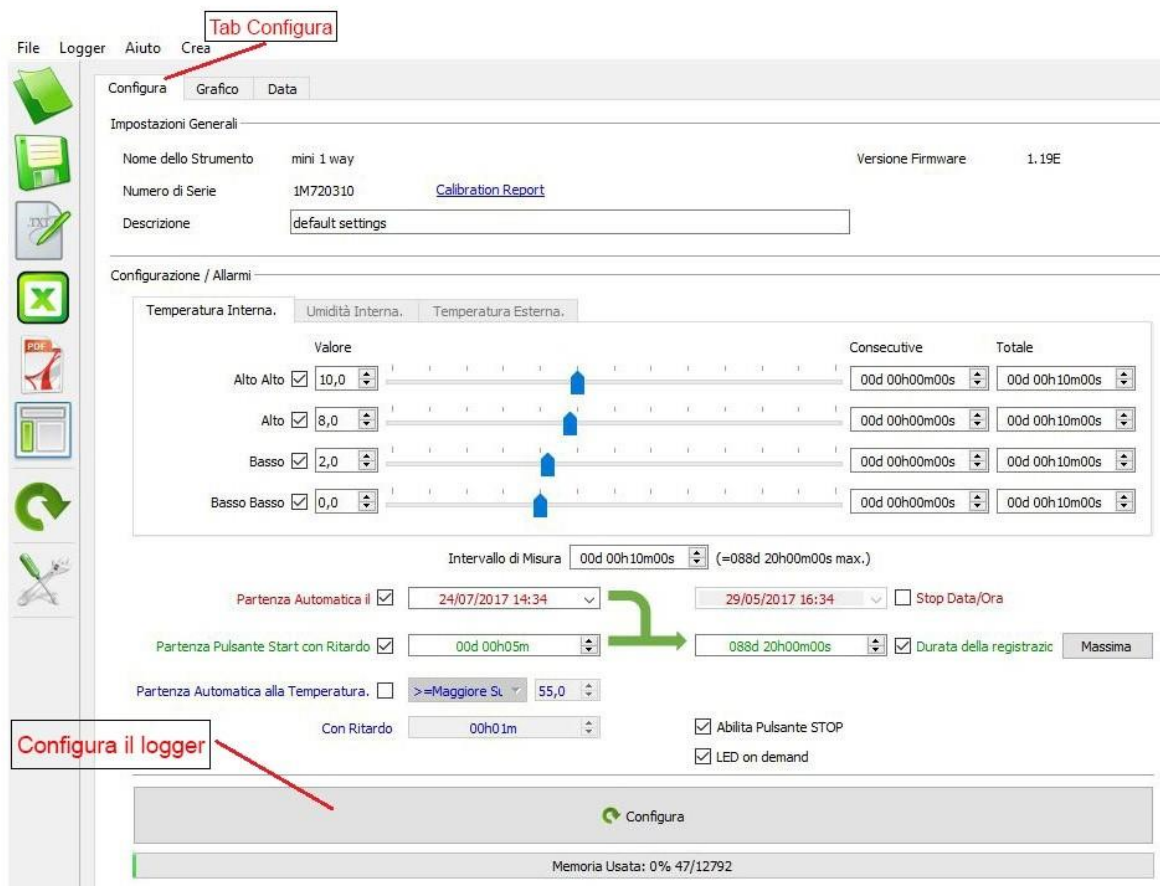 Tab Configura
File Logger Aiuto Crea
Configura Grafico Data
Impostazioni Generali
Nome dello Strumento mini 1 way Versione Firmware 1.19E
Numero di Serie 1M720310 Calibration Report
Descrizione default settings
.TXT
Configurazione / Allarmi
X
Temperatura Interna. Umidità Interna. Temperatura Esterna.
PDF
Valore Consecutive Totale
Alto Alto 10,0 00d 00h00m00s 00d 00h10m00s
Alto 8,0 00d 00h00m00s 00d 00h10m00s
Basso 2,0 00d 00h00m00s 00d 00h10m00s
Basso Basso 0,0 00d 00h00m00s 00d 00h10m00s
Intervallo di Misura 00d 00h10m00s (=088d 20h00m00s max.)
Partenza Automatica il 24/07/2017 14:34 29/05/2017 16:34 Stop Data/Ora
Partenza Pulsante Start con Ritardo 00d 00h05m 088d 20h00m00s Durata della registrazic Massima
Partenza Automatica alla Temperatura. >=Maggiore Su 55,0
Con Ritardo 00h01m Abilita Pulsante STOP
Configura il logger
LED on demand
Configura
Memoria Usata: 0% 47/12792